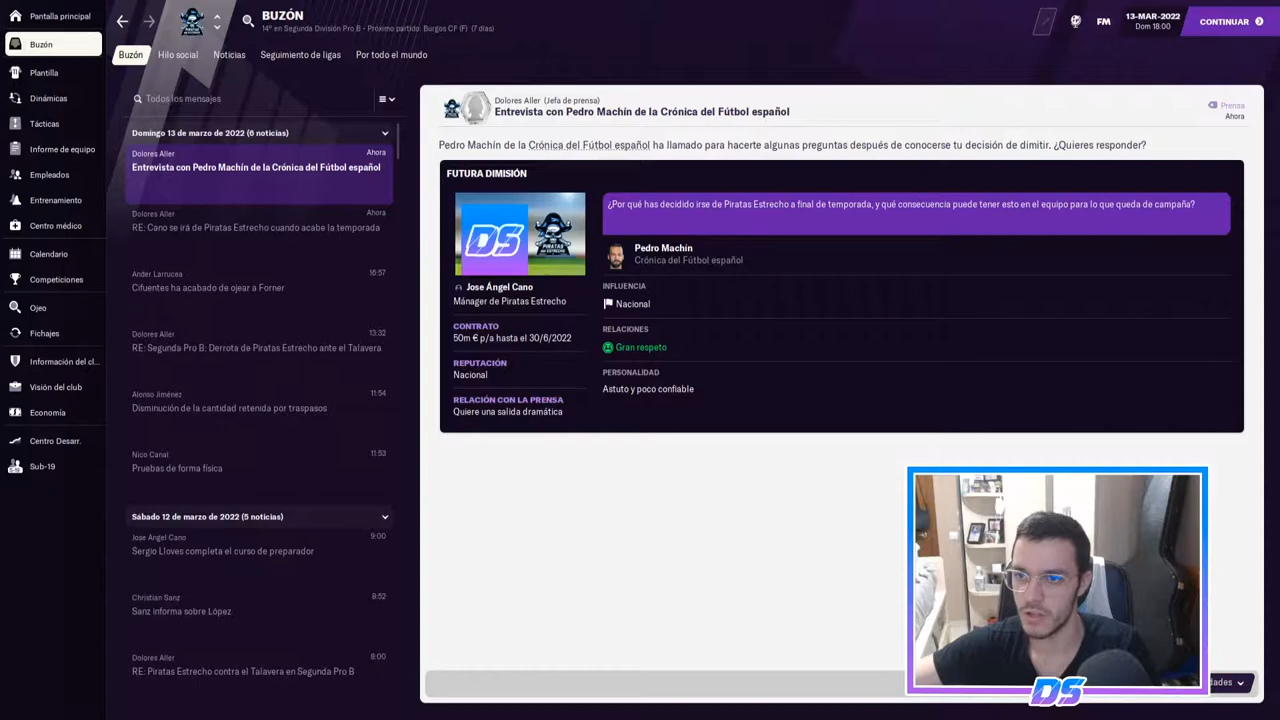 Pantalla principal
Buzón
Plantilla
Dinámicas
Tácticas
Informe de equipo
Empleados
Entrenamiento
Centro médico
Calendario
Competiciones
Ojeo
Fichajes
Información del cl...
Visión del club
Economía
Centro Desarr.
Sub-19
BUZÓN
14º en Segunda División Pro B - Próximo partido: Burgos CF (F) (7 días)
FM
13-MAR-2022
Dom 18:00
CONTINUAR
Buzón
Hilo social
Noticias
Seguimiento de ligas
Por todo el mundo
Todos los mensajes
Domingo 13 de marzo de 2022 (6 noticias)
Dolores Aller
Ahora
Entrevista con Pedro Machín de la Crónica del Fútbol español
Dolores Aller
Ahora
RE: Cano se irá de Piratas Estrecho cuando acabe la temporada
Ander Larrucea
16:57
Cifuentes ha acabado de ojear a Forner
Dolores Aller
13:32
RE: Segunda Pro B: Derrota de Piratas Estrecho ante el Talavera
Alonso Jiménez
11:54
Disminución de la cantidad retenida por traspasos
Nico Canal
11:53
Pruebas de forma física
Sábado 12 de marzo de 2022 (5 noticias)
Jose Ángel Cano
9:00
Sergio Lloves completa el curso de preparador
Christian Sanz
8:52
Sanz informa sobre López
Dolores Aller
8:00
RE: Piratas Estrecho contra el Talavera en Segunda Pro B
Dolores Aller (Jefa de prensa)
Entrevista con Pedro Machín de la Crónica del Fútbol español
Prensa
Ahora
Pedro Machín de la Crónica del Fútbol español ha llamado para hacerte algunas preguntas después de conocerse tu decisión de dimitir. ¿Quieres responder?
FUTURA DIMISIÓN
DS
PIRATAS
Jose Ángel Cano
Mánager de Piratas Estrecho
CONTRATO
50m € p/a hasta el 30/6/2022
REPUTACIÓN
Nacional
RELACIÓN CON LA PRENSA
Quiere una salida dramática
¿Por qué has decidido irse de Piratas Estrecho a final de temporada, y qué consecuencia puede tener esto en el equipo para lo que queda de campaña?
Pedro Machín
Crónica del Fútbol español
INFLUENCIA
Nacional
RELACIONES
Gran respeto
PERSONALIDAD
Astuto y poco confiable
DS